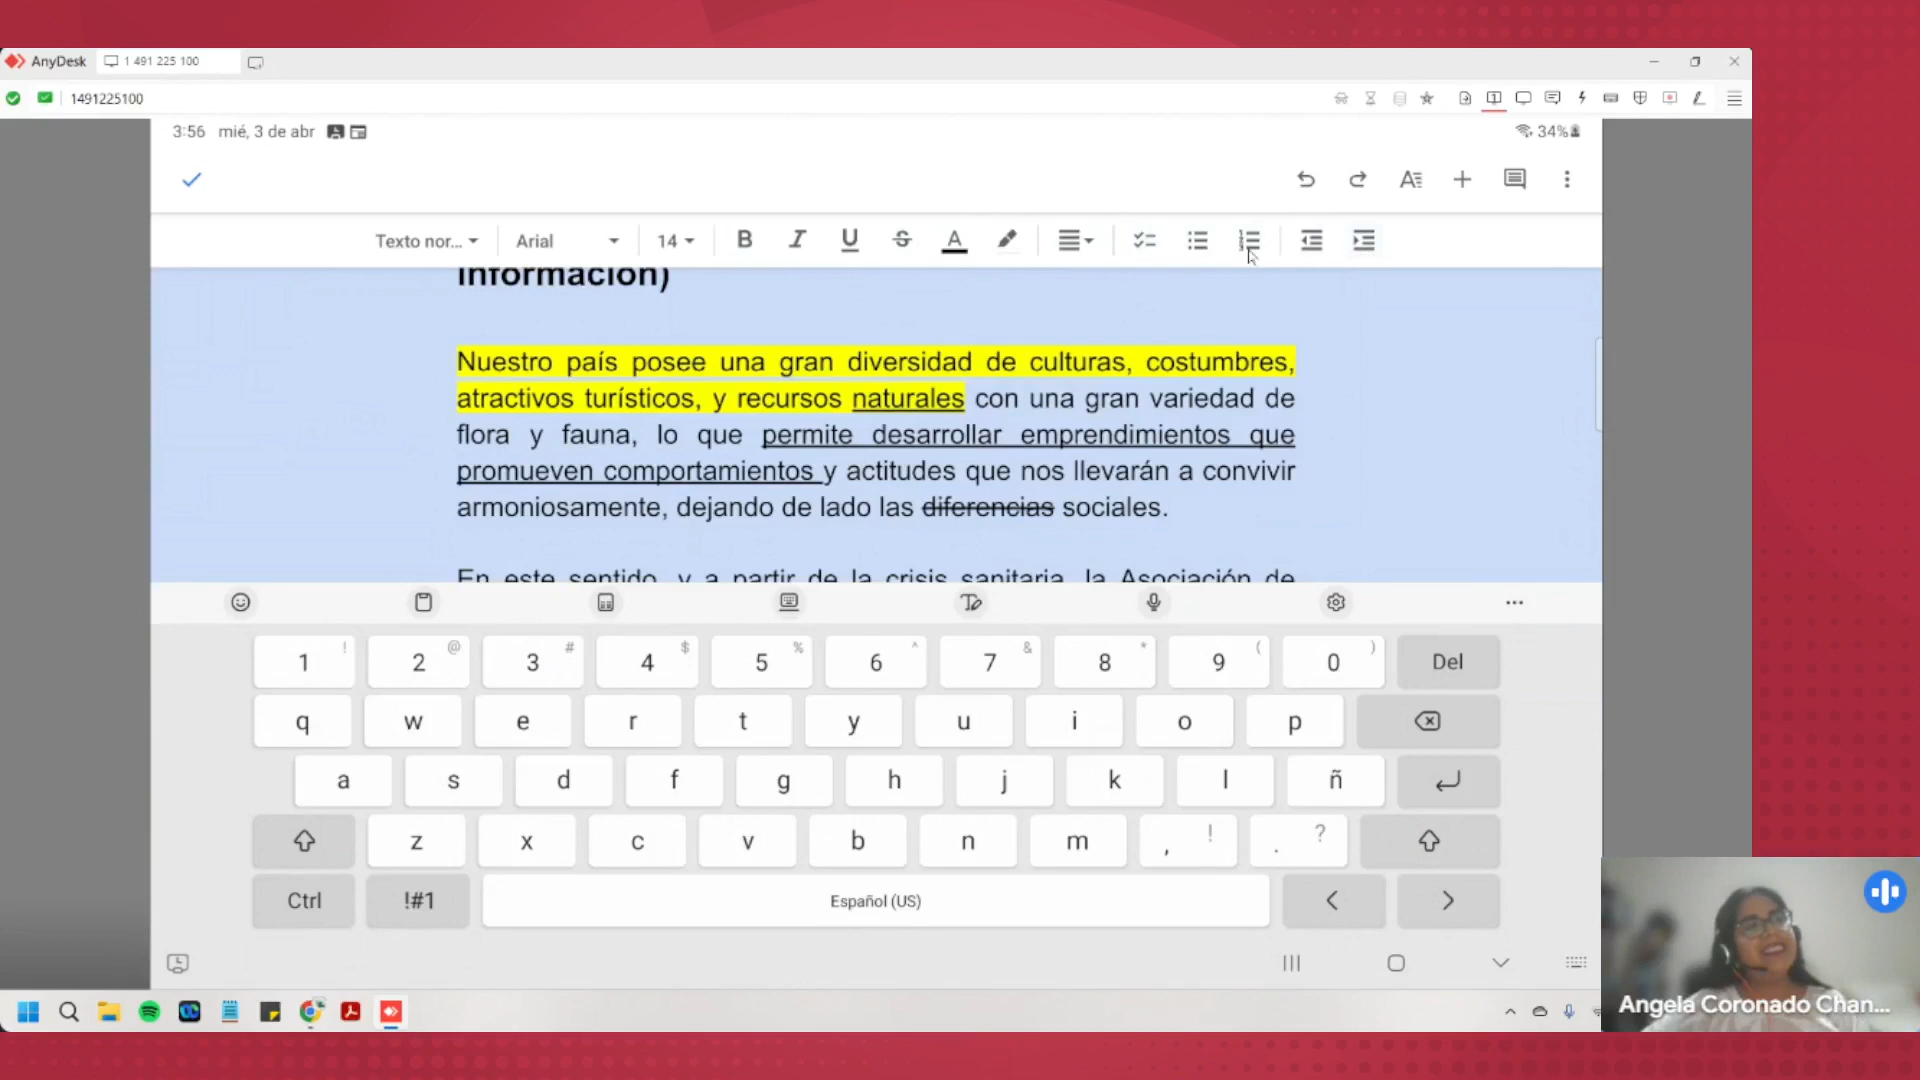 AnyDesk 1 491 225 100
1491225100
3:56 mié, 3 de abr 34%
Texto nor... Arial 14 B I U S A
información)
Nuestro país posee una gran diversidad de culturas, costumbres,
atractivos turísticos, y recursos naturales con una gran variedad de
flora y fauna, lo que permite desarrollar emprendimientos que
promueven comportamientos y actitudes que nos llevarán a convivir
armoniosamente, dejando de lado las diferencias sociales.
En este sentido, y a partir de la crisis sanitaria, la Asociación de
1 ! 2 @ 3 # 4 $ 5 % 6 ^ 7 & 8 * 9 ( 0 ) Del
q w e r t y u i o p
a s d f g h j k l ñ
z x c v b n m , ! . ?
Ctrl !#1 Español (US) < >
Angela Coronado Chan...